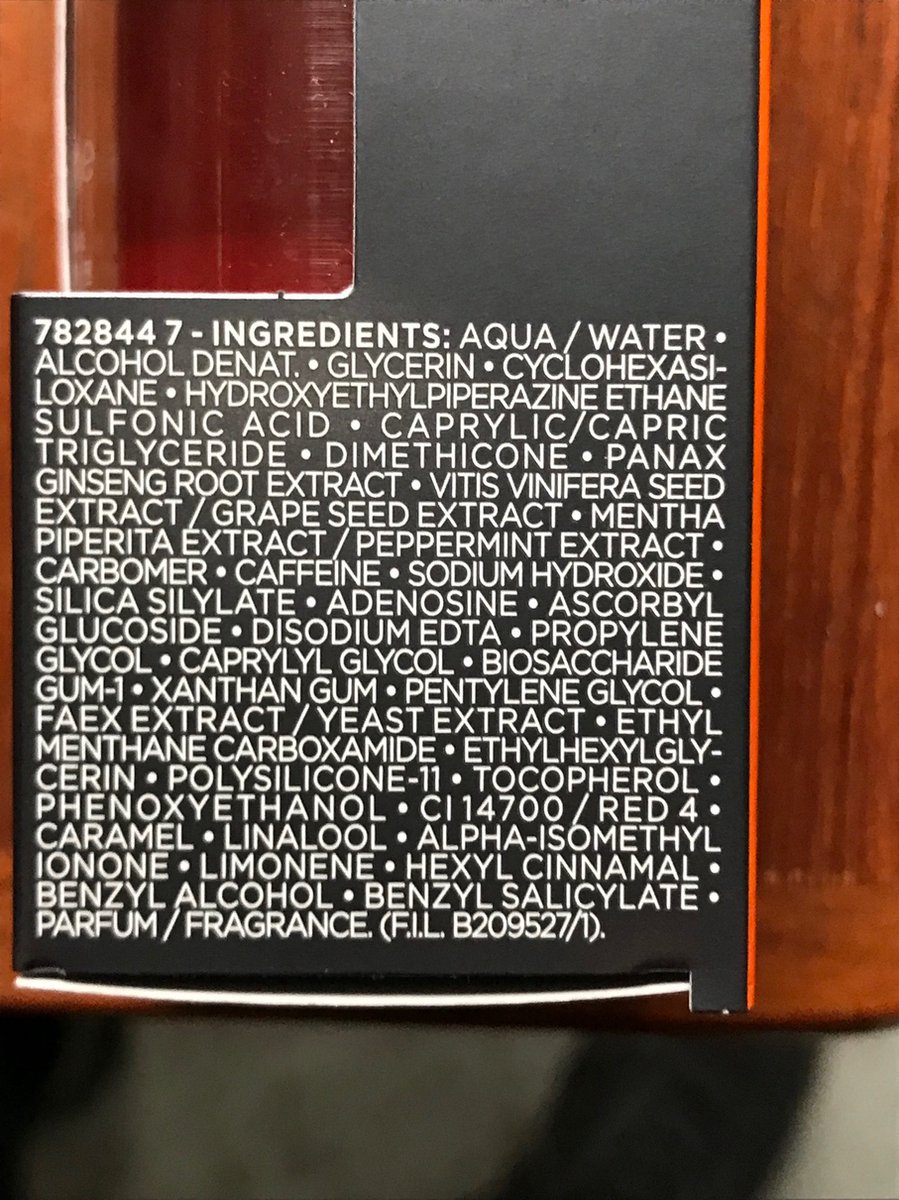 782844 7 - INGREDIENTS: AQUA / WATER •
ALCOHOL DENAT. • GLYCERIN • CYCLOHEXASI-
LOXANE • HYDROXYETHYLPIPERAZINE ETHANE
SULFONIC ACID • CAPRYLIC/CAPRIC
TRIGLYCERIDE • DIMETHICONE • PANAX
GINSENG ROOT EXTRACT • VITIS VINIFERA SEED
EXTRACT / GRAPE SEED EXTRACT • MENTHA
PIPERITA EXTRACT / PEPPERMINT EXTRACT •
CARBOMER • CAFFEINE • SODIUM HYDROXIDE •
SILICA SILYLATE • ADENOSINE • ASCORBYL
GLUCOSIDE • DISODIUM EDTA • PROPYLENE
GLYCOL • CAPRYLYL GLYCOL • BIOSACCHARIDE
GUM-1 • XANTHAN GUM • PENTYLENE GLYCOL •
FAEX EXTRACT / YEAST EXTRACT • ETHYL
MENTHANE CARBOXAMIDE • ETHYLHEXYLGLY-
CERIN • POLYSILICONE-11 • TOCOPHEROL •
PHENOXYETHANOL • CI 14700 / RED 4 •
CARAMEL • LINALOOL • ALPHA-ISOMETHYL
IONONE • LIMONENE • HEXYL CINNAMAL •
BENZYL ALCOHOL • BENZYL SALICYLATE •
PARFUM / FRAGRANCE. (F.I.L. B209527/1).